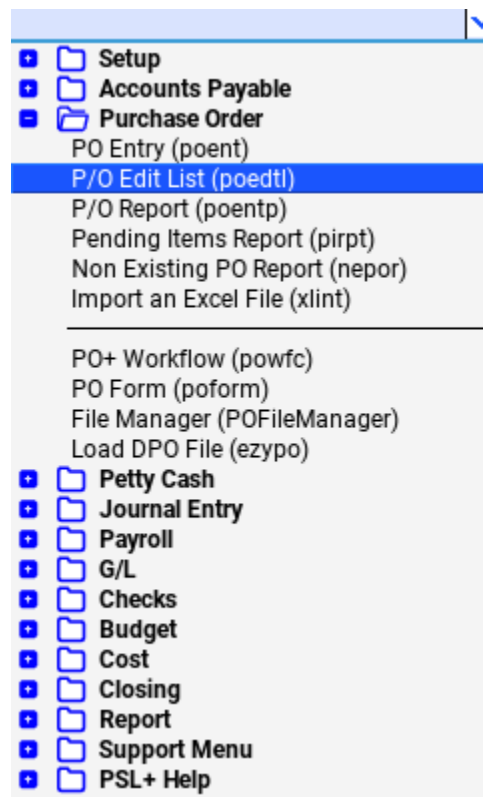 Setup
Accounts Payable
Purchase Order
PO Entry (poent)
P/O Edit List (poedtl)
P/O Report (poentp)
Pending Items Report (pirpt)
Non Existing PO Report (nepor)
Import an Excel File (xlint)
PO+ Workflow (powfc)
PO Form (poform)
File Manager (POFileManager)
Load DPO File (ezypo)
Petty Cash
Journal Entry
Payroll
G/L
Checks
Budget
Cost
Closing
Report
Support Menu
PSL+ Help